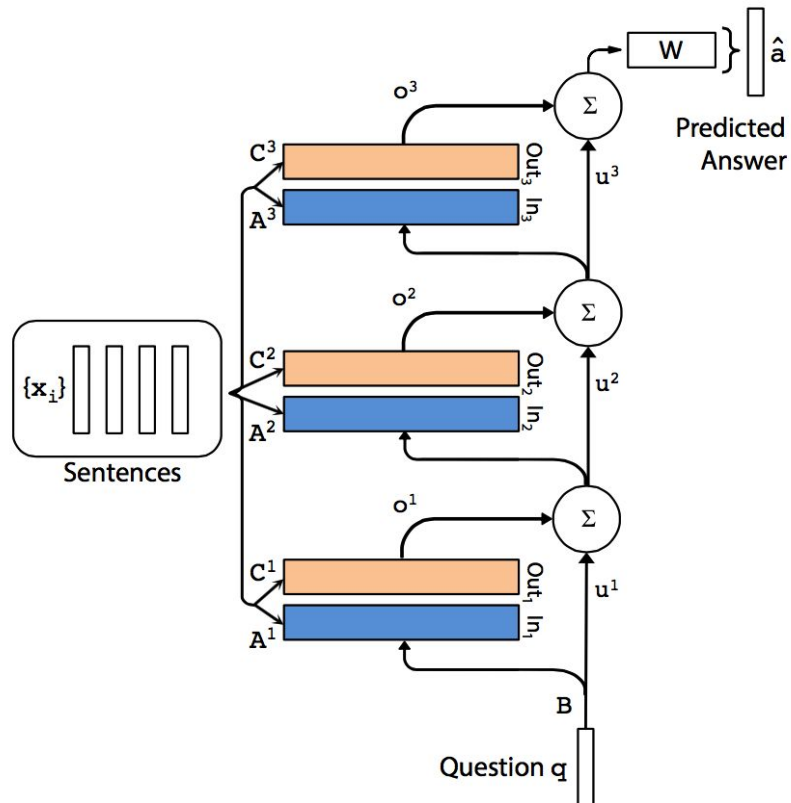 W
â
Σ
Predicted
Answer
o³
C³
Out₃
A³
In₃
u³
o²
Σ
C²
Out₂
{xᵢ}
A²
In₂
u²
Sentences
o¹
Σ
C¹
Out₁
A¹
In₁
u¹
B
Question q